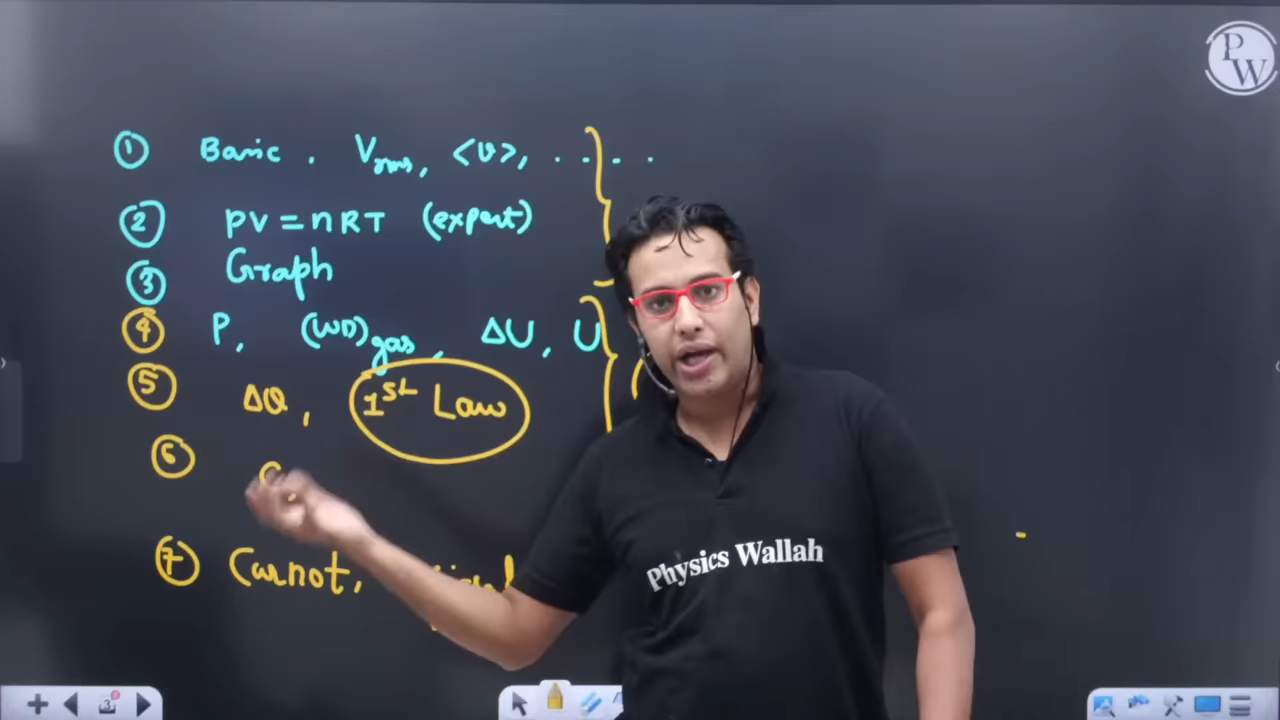 PW
① Basic . Vrms, <v>, . . . .
② PV = nRT (expert)
③ Graph
④ P, (WD)gas, ΔU, U
⑤ ΔQ, 1st Law
⑥ C
⑦ Carnot,
Physics Wallah
3